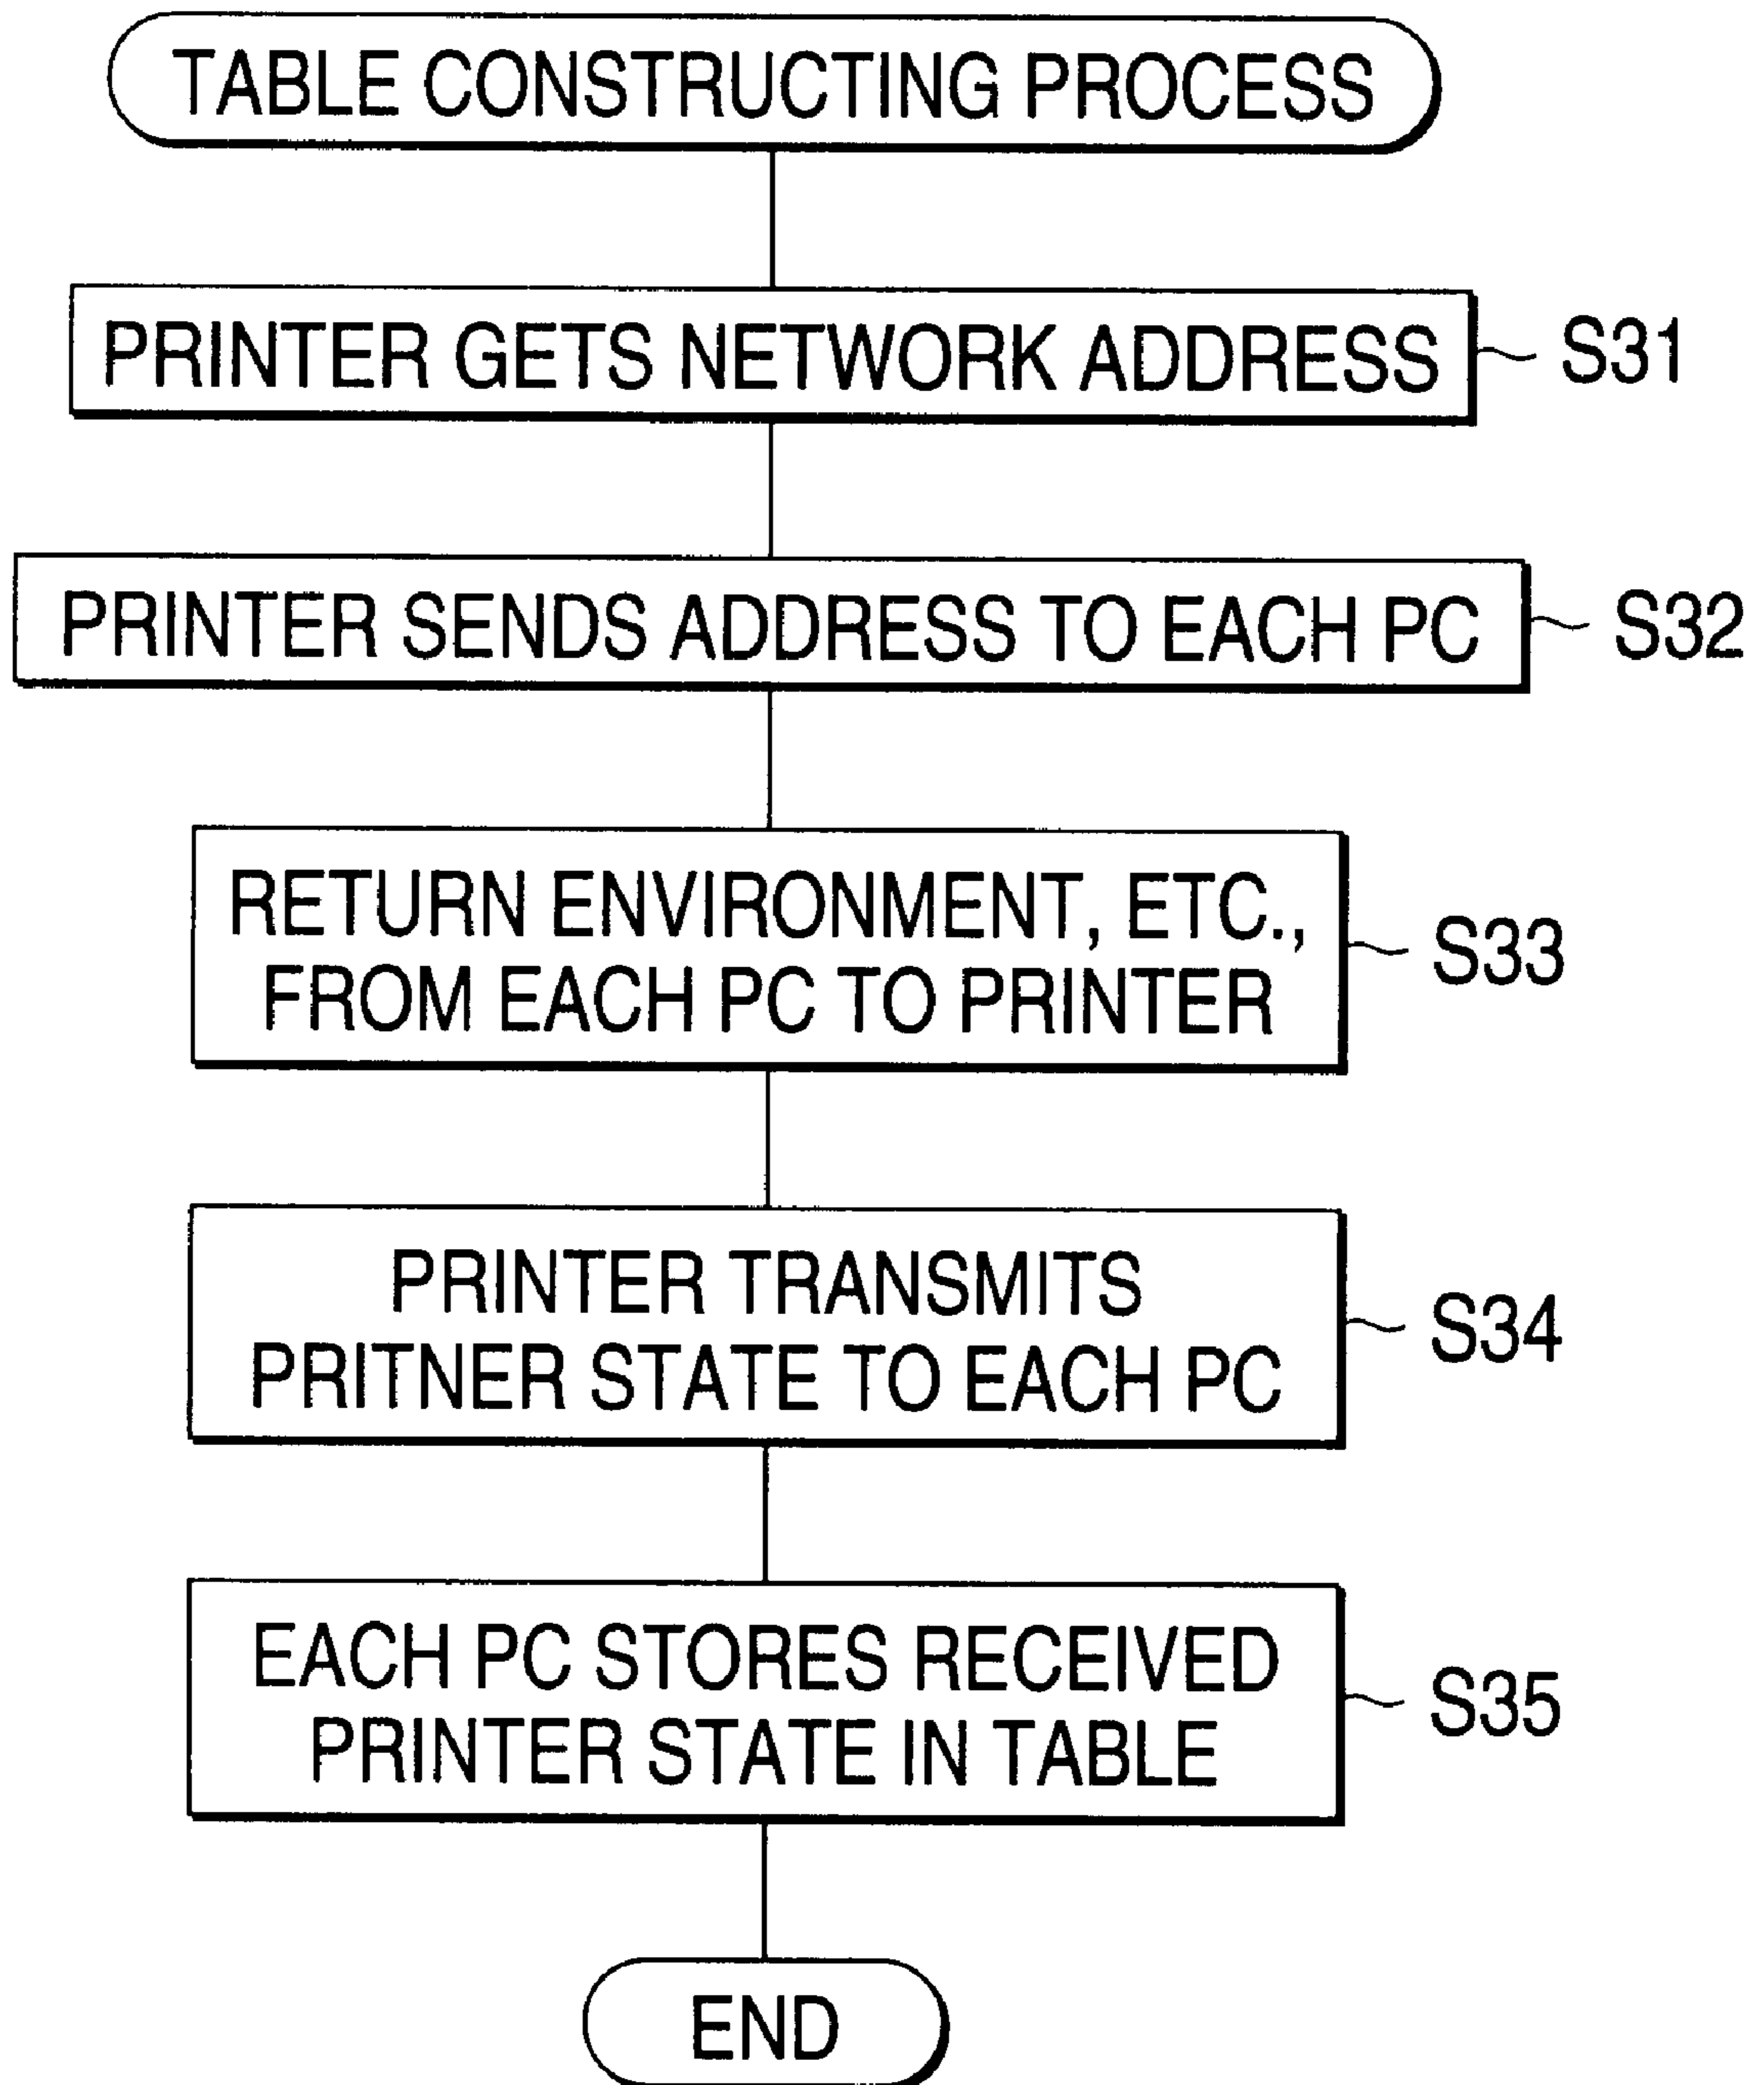 TABLE CONSTRUCTING PROCESS
PRINTER GETS NETWORK ADDRESS
S31
PRINTER SENDS ADDRESS TO EACH PC
S32
RETURN ENVIRONMENT, ETC.,
FROM EACH PC TO PRINTER
S33
PRINTER TRANSMITS
PRITNER STATE TO EACH PC
S34
EACH PC STORES RECEIVED
PRINTER STATE IN TABLE
S35
END